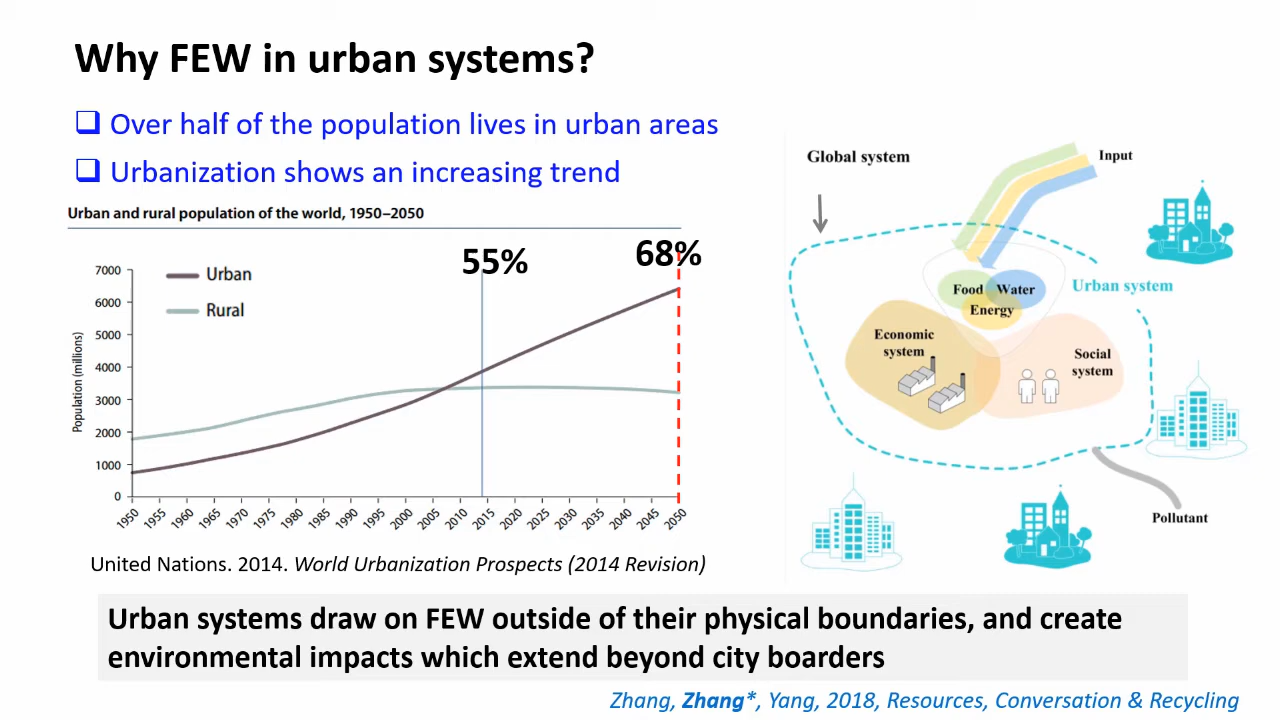 Why FEW in urban systems?
Over half of the population lives in urban areas
Urbanization shows an increasing trend
Urban and rural population of the world, 1950–2050
55%
68%
Urban
Rural
Population (millions)
7000
6000
5000
4000
3000
2000
1000
0
1950
1955
1960
1965
1970
1975
1980
1985
1990
1995
2000
2005
2010
2015
2020
2025
2030
2035
2040
2045
2050
United Nations. 2014. World Urbanization Prospects (2014 Revision)
Global system
Input
Urban system
Food
Water
Energy
Economic
system
Social
system
Pollutant
Urban systems draw on FEW outside of their physical boundaries, and create
environmental impacts which extend beyond city boarders
Zhang, Zhang*, Yang, 2018, Resources, Conversation & Recycling